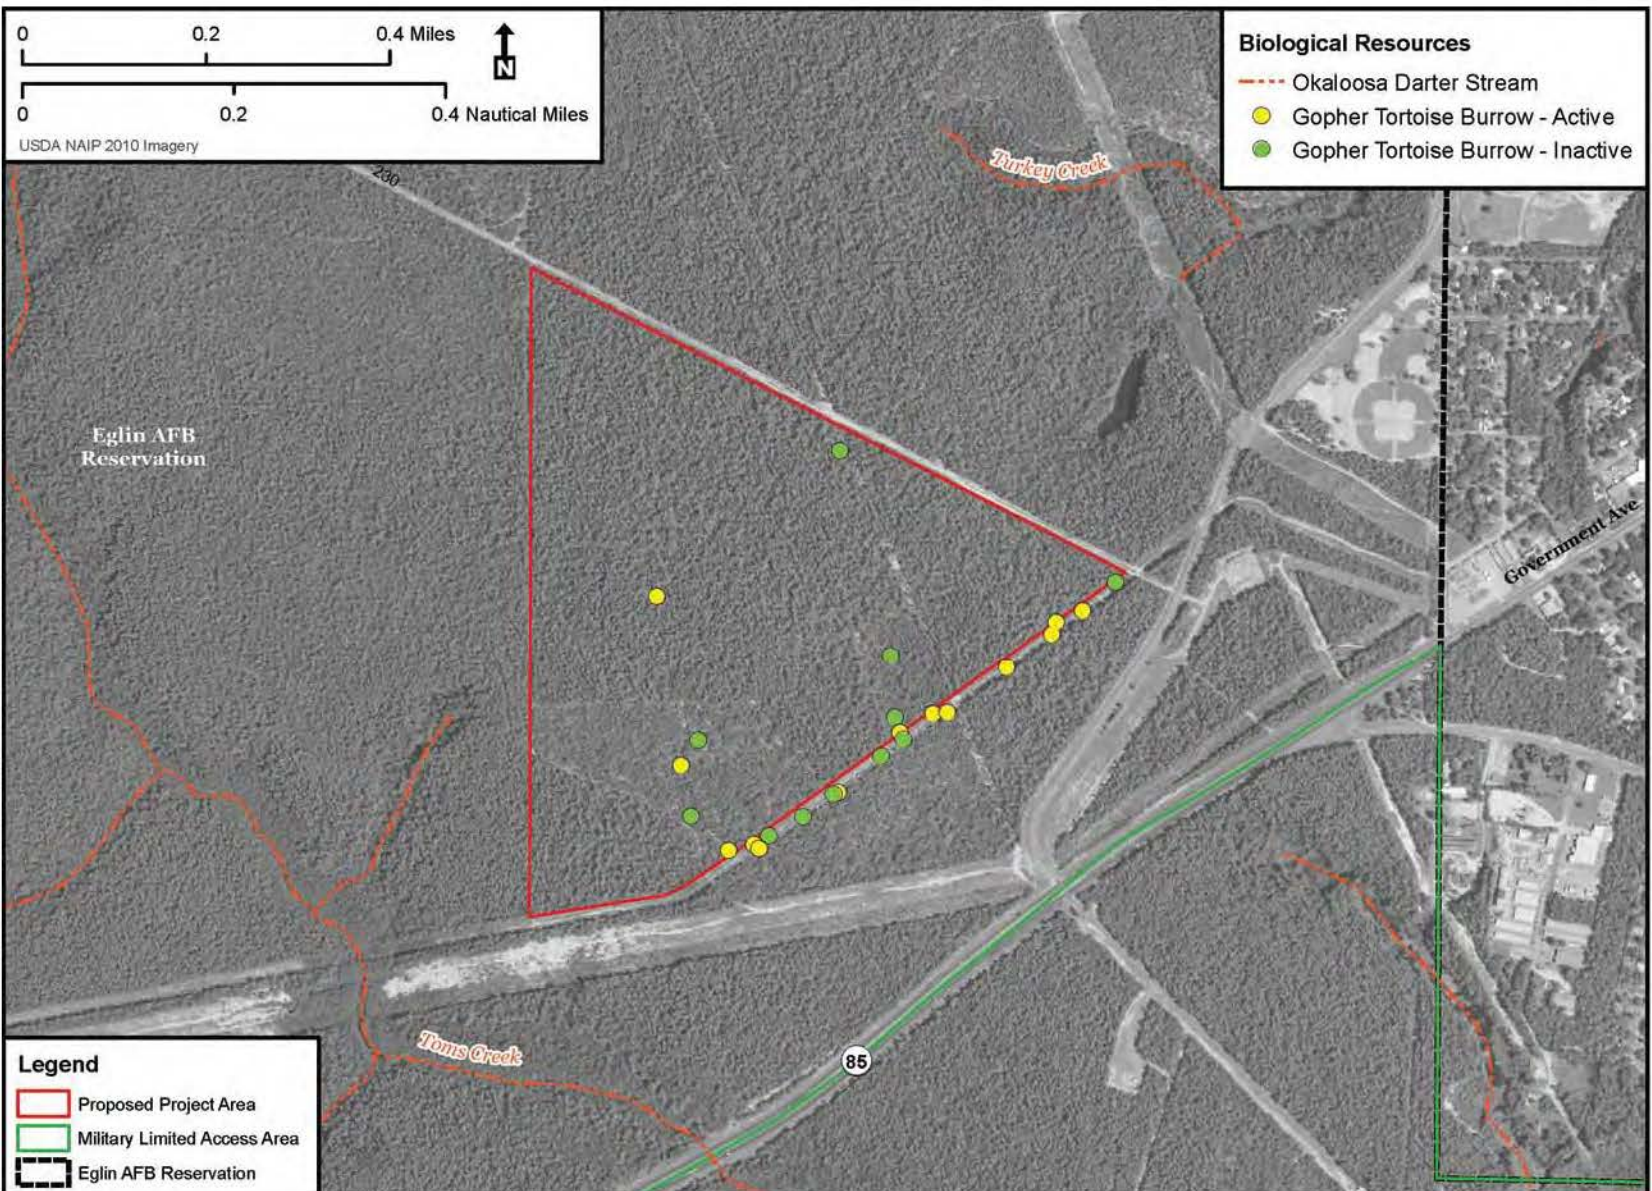 0 0.2 0.4 Miles
N
0 0.2 0.4 Nautical Miles
USDA NAIP 2010 Imagery
Biological Resources
Okaloosa Darter Stream
Gopher Tortoise Burrow - Active
Gopher Tortoise Burrow - Inactive
230
Turkey Creek
Eglin AFB
Reservation
Government Ave
Toms Creek
85
Legend
Proposed Project Area
Military Limited Access Area
Eglin AFB Reservation